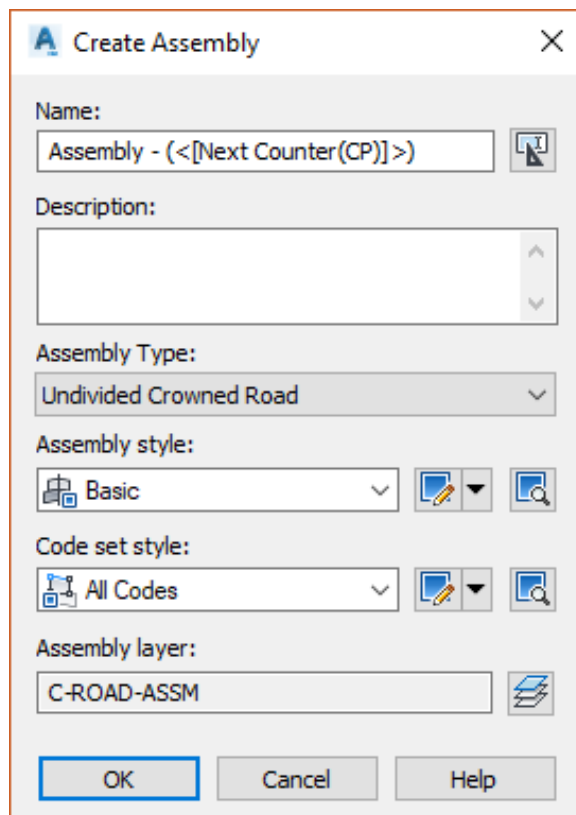 Create Assembly
Name:
Assembly - (<[Next Counter(CP)]>)
Description:
Assembly Type:
Undivided Crowned Road
Assembly style:
Basic
Code set style:
All Codes
Assembly layer:
C-ROAD-ASSM
OK Cancel Help